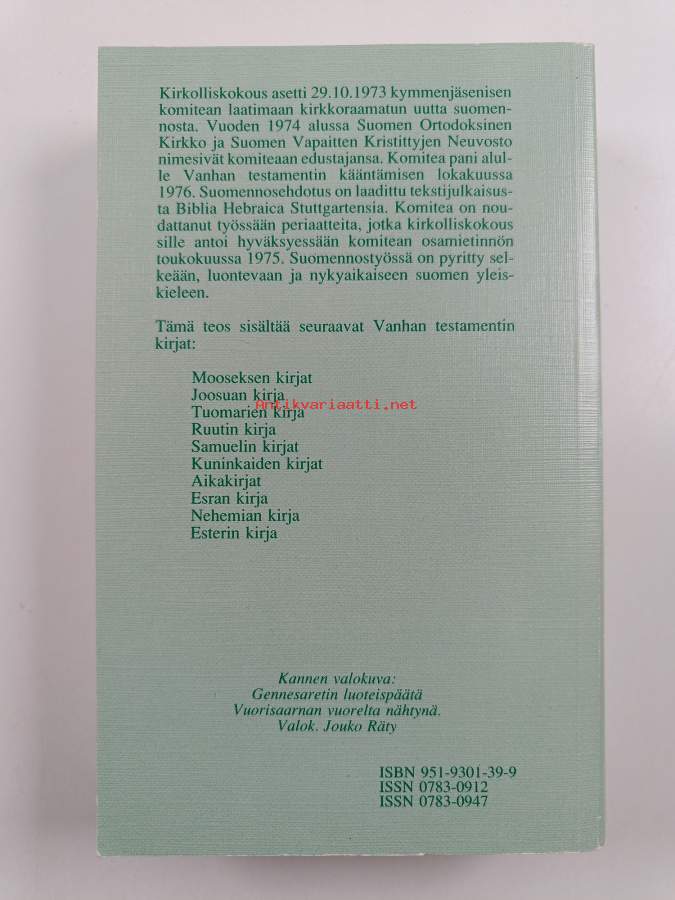 Kirkolliskokous asetti 29.10.1973 kymmenjäsenisen
komitean laatimaan kirkkoraamatun uutta suomen-
nosta. Vuoden 1974 alussa Suomen Ortodoksinen
Kirkko ja Suomen Vapaitten Kristittyjen Neuvosto
nimesivät komiteaan edustajansa. Komitea pani alul-
le Vanhan testamentin kääntämisen lokakuussa
1976. Suomennosehdotus on laadittu tekstijulkaisus-
ta Biblia Hebraica Stuttgartensia. Komitea on nou-
dattanut työssään periaatteita, jotka kirkolliskokous
sille antoi hyväksyessään komitean osamietinnön
toukokuussa 1975. Suomennostyössä on pyritty sel-
keään, luontevaan ja nykyaikaiseen suomen yleis-
kieleen.
Tämä teos sisältää seuraavat Vanhan testamentin
kirjat:
Mooseksen kirjat
Joosuan kirja
Antikvariaatti.net
Tuomarien kirja
Ruutin kirja
Samuelin kirjat
Kuninkaiden kirjat
Aikakirjat
Esran kirja
Nehemian kirja
Esterin kirja
Kannen valokuva:
Gennesaretin luoteispäätä
Vuorisaarnan vuorelta nähtynä.
Valok. Jouko Räty
ISBN 951-9301-39-9
ISSN 0783-0912
ISSN 0783-0947